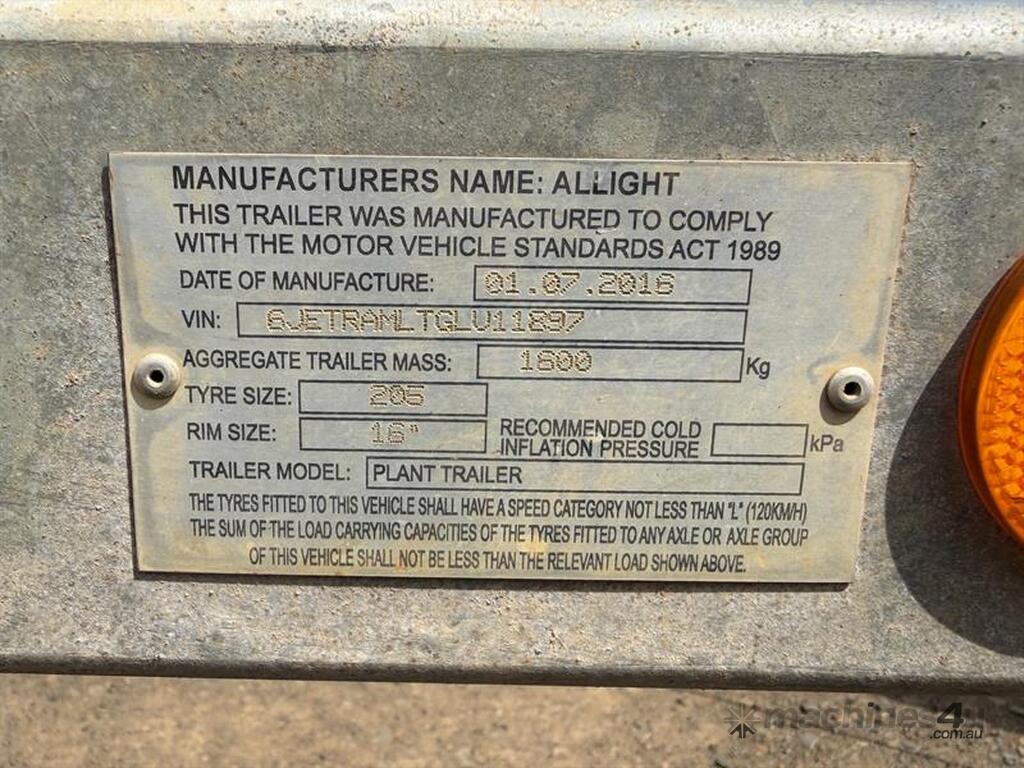 MANUFACTURERS NAME: ALLIGHT
THIS TRAILER WAS MANUFACTURED TO COMPLY
WITH THE MOTOR VEHICLE STANDARDS ACT 1989
DATE OF MANUFACTURE: 01.07.2016
VIN: 6JETRAMLTGLU11897
AGGREGATE TRAILER MASS: 1600 Kg
TYRE SIZE: 205
RIM SIZE: 16"
RECOMMENDED COLD
INFLATION PRESSURE kPa
TRAILER MODEL: PLANT TRAILER
THE TYRES FITTED TO THIS VEHICLE SHALL HAVE A SPEED CATEGORY NOT LESS THAN "L" (120KM/H)
THE SUM OF THE LOAD CARRYING CAPACITIES OF THE TYRES FITTED TO ANY AXLE OR AXLE GROUP
OF THIS VEHICLE SHALL NOT BE LESS THAN THE RELEVANT LOAD SHOWN ABOVE.
machines4u
.com.au